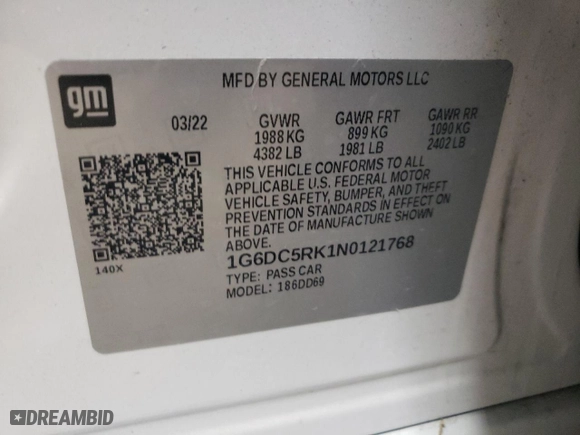 MFD BY GENERAL MOTORS LLC
gm
03/22
GVWR GAWR FRT GAWR RR
1988 KG 899 KG 1090 KG
4382 LB 1981 LB 2402 LB
THIS VEHICLE CONFORMS TO ALL
APPLICABLE U.S. FEDERAL MOTOR
VEHICLE SAFETY, BUMPER, AND THEFT
PREVENTION STANDARDS IN EFFECT ON
THE DATE OF MANUFACTURE SHOWN
ABOVE.
1G6DC5RK1N0121768
TYPE: PASS CAR
MODEL: 186DD69
140X
DREAMBID